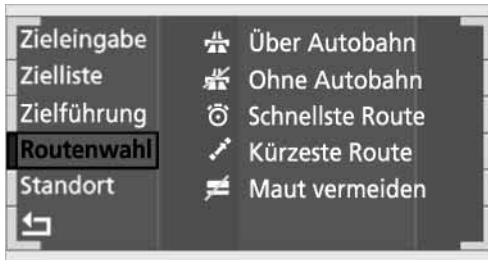 Zieleingabe
Zielliste
Zielführung
Routenwahl
Standort
Über Autobahn
Ohne Autobahn
Schnellste Route
Kürzeste Route
Maut vermeiden